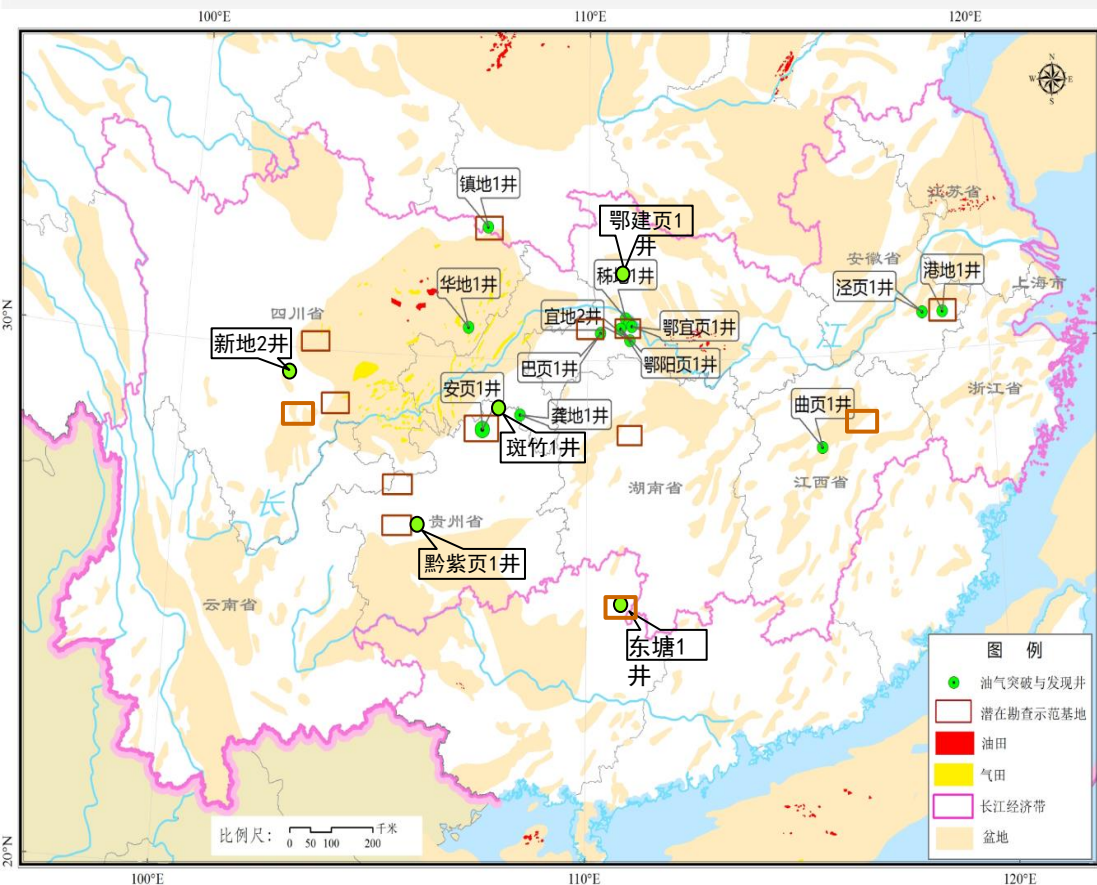 100°E
110°E
120°E
N
W
E
S
镇地1井
江苏省
鄂建页1
井
安徽省
港地1井
华地1井
秭地1井
泾页1井
上海市
30°N
四川省
宜地2井
鄂宜页1井
江
新地2井
巴页1井
鄂阳页1井
浙江省
安页1井
龚地1井
曲页1井
斑竹1井
长
湖南省
江西省
贵州省
黔紫页1井
云南省
东塘1
井
图 例
油气突破与发现井
潜在勘查示范基地
油田
气田
长江经济带
盆地
比例尺：
千米
0 50 100 200
20°N
100°E
110°E
120°E